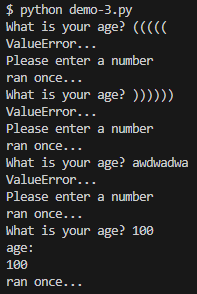 $ python demo-3.py
What is your age? (((((
ValueError...
Please enter a number
ran once...
What is your age? ))))))
ValueError...
Please enter a number
ran once...
What is your age? awdwadwa
ValueError...
Please enter a number
ran once...
What is your age? 100
age:
100
ran once...